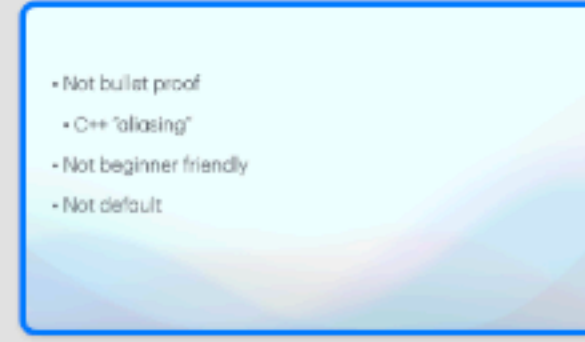 • Not bullet proof
• C++ "aliasing"
• Not beginner friendly
• Not default